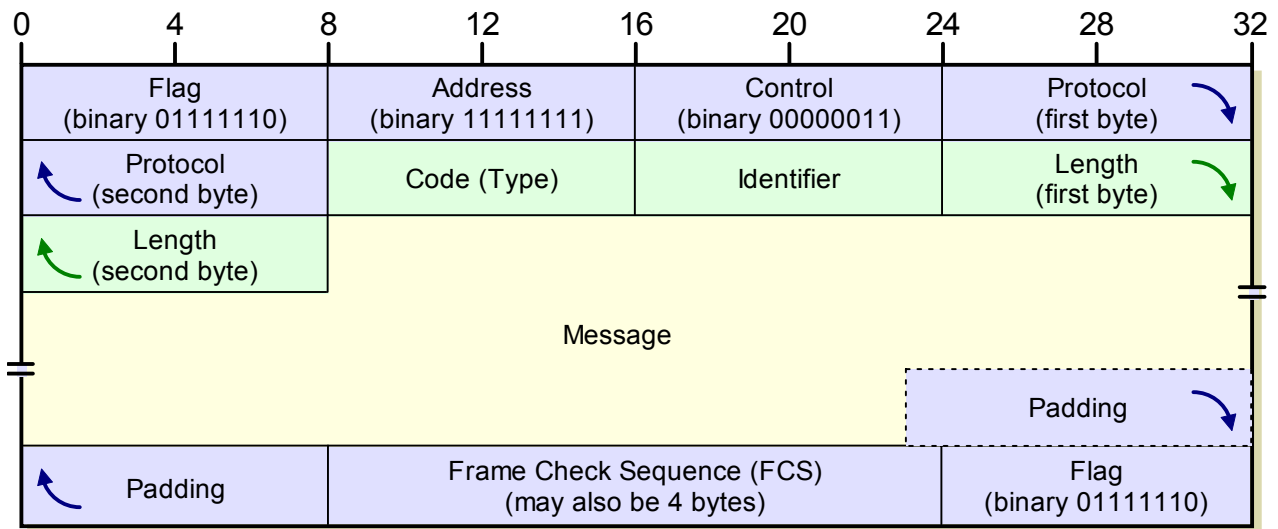 0 4 8 12 16 20 24 28 32
Flag Address Control Protocol
(binary 01111110) (binary 11111111) (binary 00000011) (first byte)
Protocol Code (Type) Identifier Length
(second byte) (first byte)
Length
(second byte)
Message
Padding
Padding Frame Check Sequence (FCS) Flag
(may also be 4 bytes) (binary 01111110)